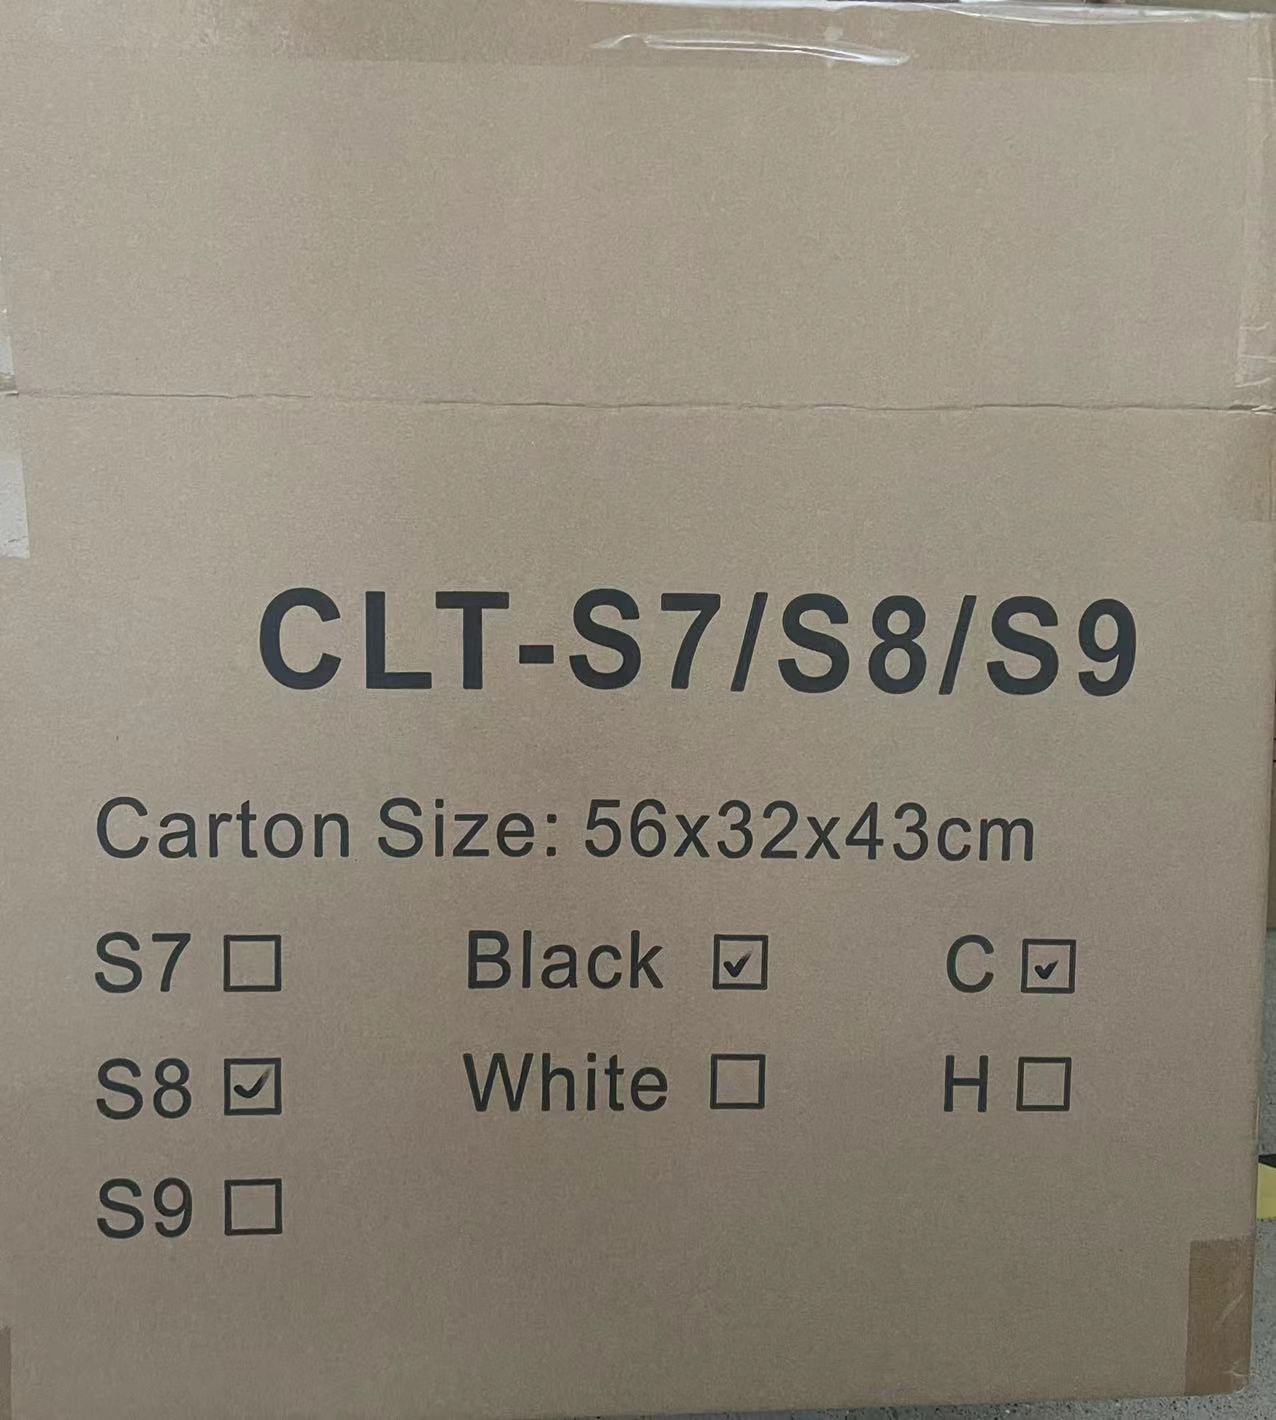 CLT-S7/S8/S9
Carton Size: 56x32x43cm
S7 ☐ Black ☑ C ☑
S8 ☑ White ☐ H ☐
S9 ☐